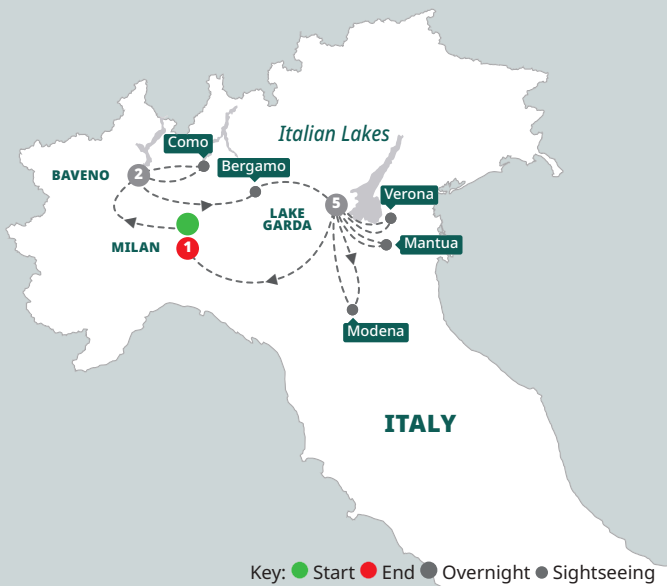 Italian Lakes
Como
Bergamo
BAVENO
2
5
Verona
LAKE
GARDA
MILAN
1
Mantua
Modena
ITALY
Key: Start End Overnight Sightseeing